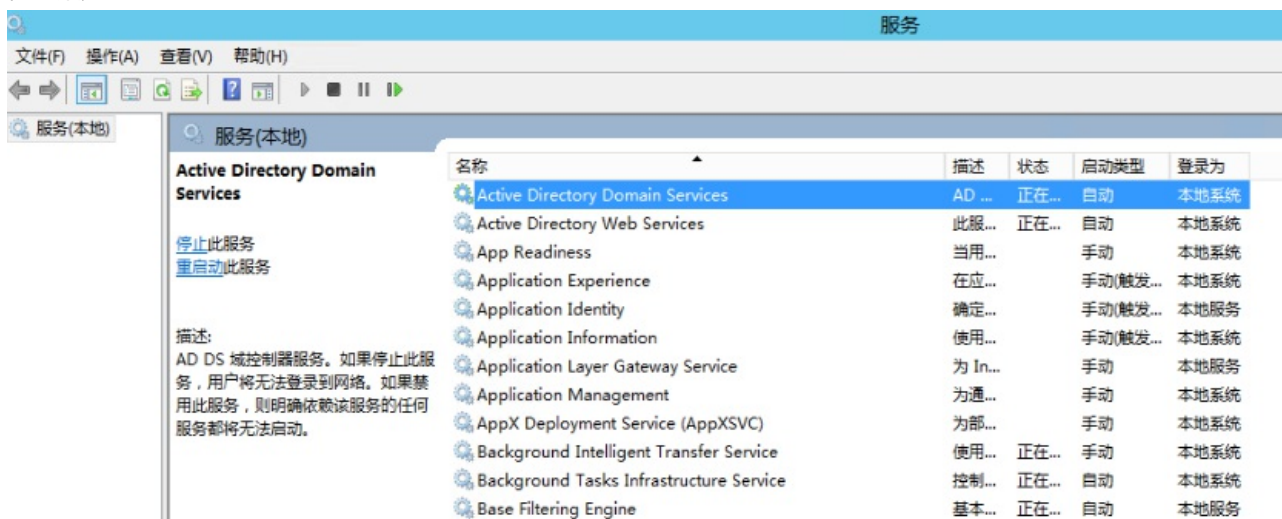 服务
文件(F) 操作(A) 查看(V) 帮助(H)
服务(本地)
服务(本地)
Active Directory Domain
Services
停止此服务
重启动此服务
描述:
AD DS 域控制器服务。如果停止此服
务，用户将无法登录到网络。如果禁
用此服务，则明确依赖该服务的任何
服务都将无法启动。
名称 描述 状态 启动类型 登录为
Active Directory Domain Services AD ... 正在... 自动 本地系统
Active Directory Web Services 此服... 正在... 自动 本地系统
App Readiness 当用... 手动 本地系统
Application Experience 在应... 手动(触发... 本地系统
Application Identity 确定... 手动(触发... 本地服务
Application Information 使用... 手动(触发... 本地系统
Application Layer Gateway Service 为 In... 手动 本地服务
Application Management 为通... 手动 本地系统
AppX Deployment Service (AppXSVC) 为部... 手动 本地系统
Background Intelligent Transfer Service 使用... 正在... 手动 本地系统
Background Tasks Infrastructure Service 控制... 正在... 自动 本地系统
Base Filtering Engine 基本... 正在... 自动 本地服务